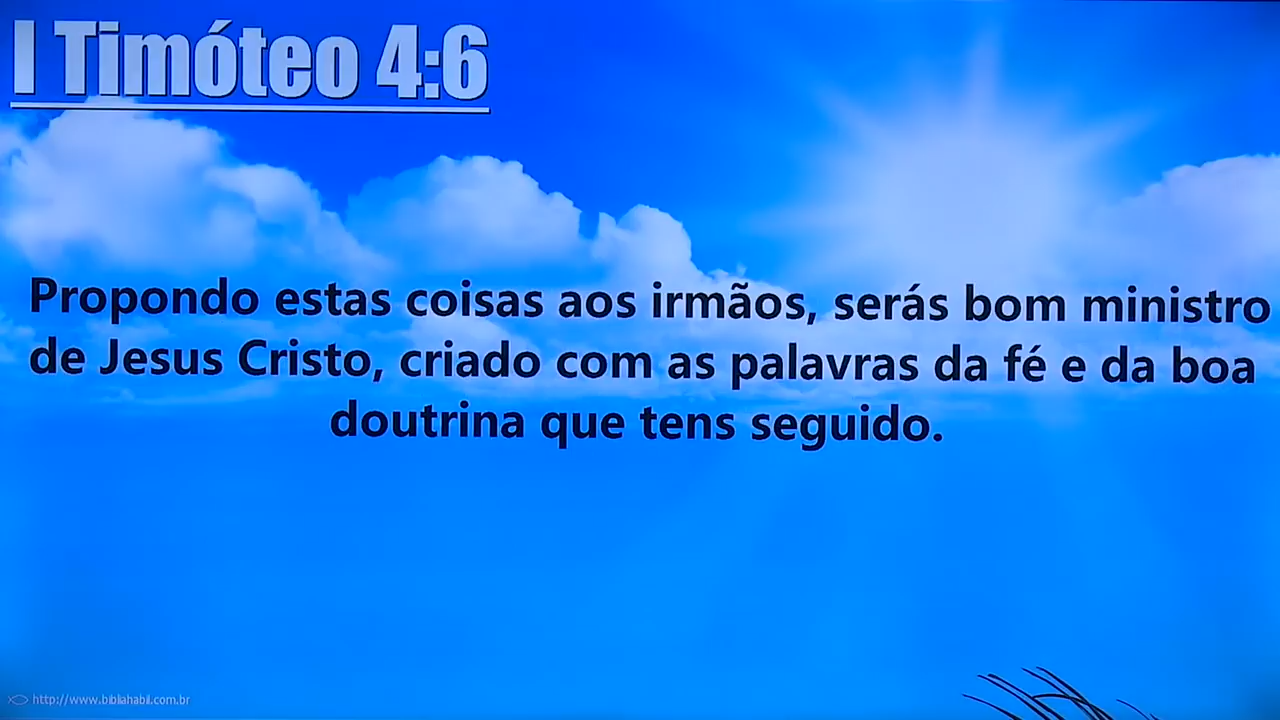 I Timóteo 4:6
Propondo estas coisas aos irmãos, serás bom ministro
de Jesus Cristo, criado com as palavras da fé e da boa
doutrina que tens seguido.
http://www.bibliahabil.com.br